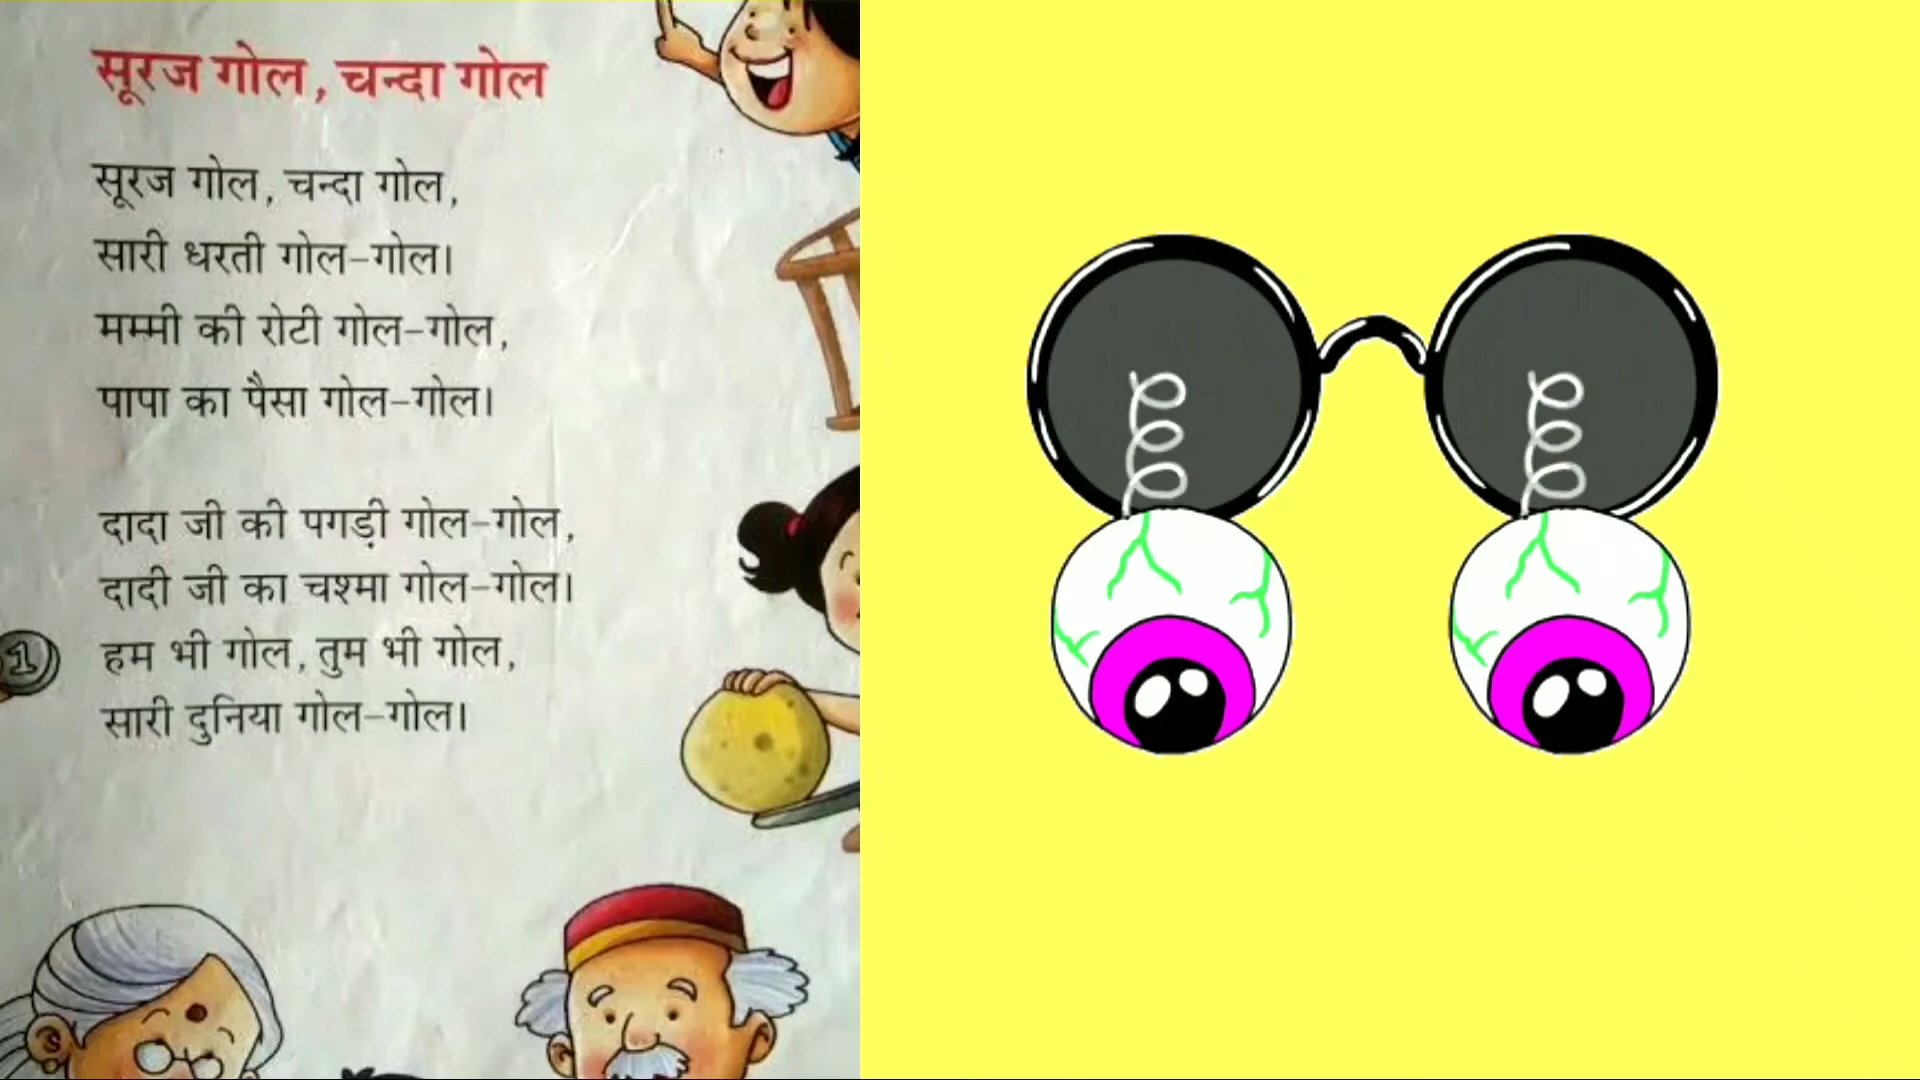 सूरज गोल, चन्दा गोल
सूरज गोल, चन्दा गोल,
सारी धरती गोल-गोल।
मम्मी की रोटी गोल-गोल,
पापा का पैसा गोल-गोल।
दादा जी की पगड़ी गोल-गोल,
दादी जी का चश्मा गोल-गोल।
हम भी गोल, तुम भी गोल,
सारी दुनिया गोल-गोल।
1